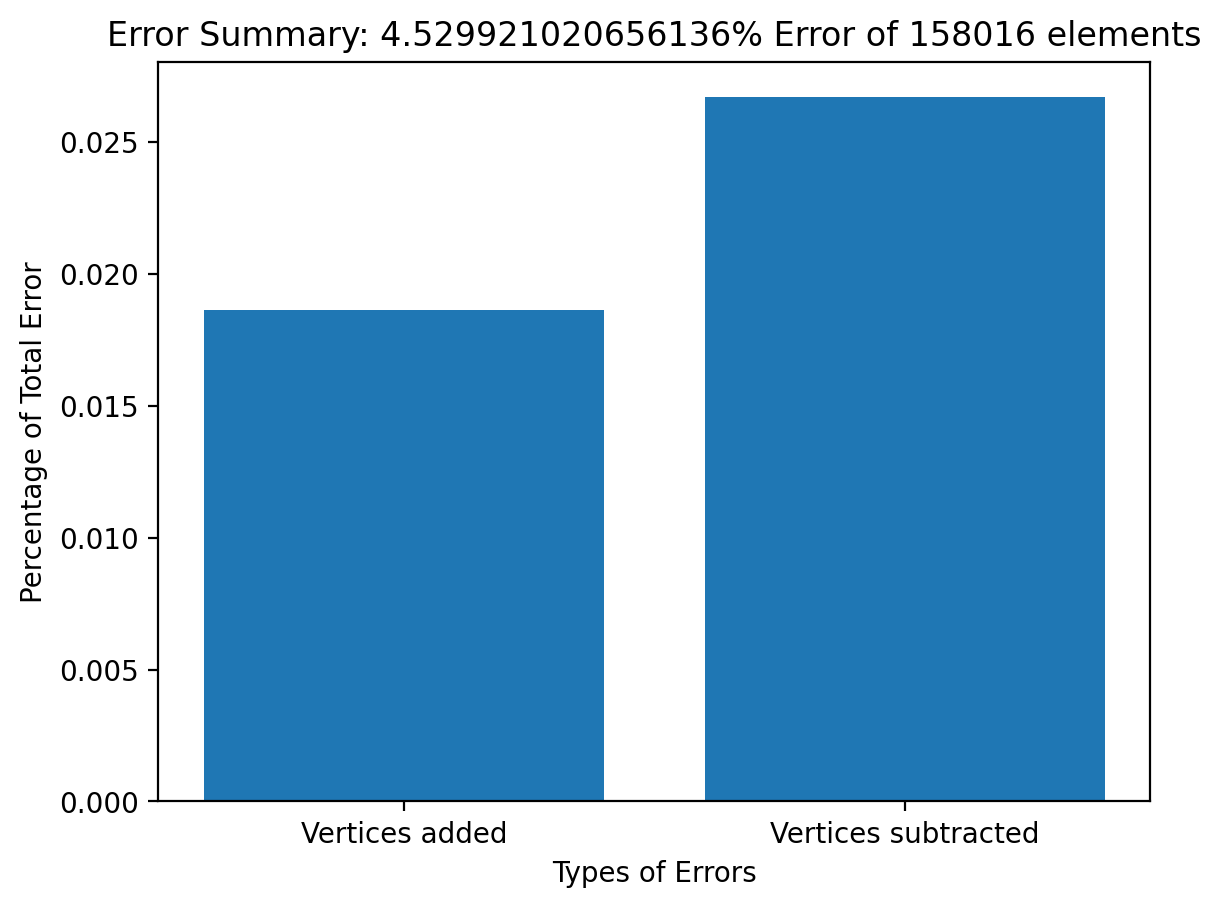 Error Summary: 4.529921020656136% Error of 158016 elements
Percentage of Total Error
0.025
0.020
0.015
0.010
0.005
0.000
Vertices added
Vertices subtracted
Types of Errors